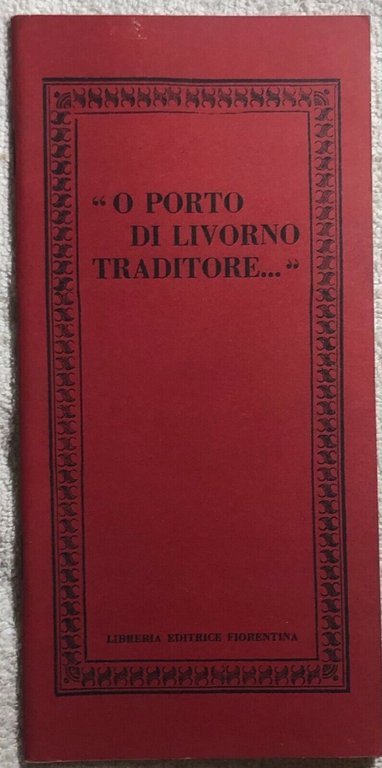 “O PORTO
DI LIVORNO
TRADITORE...”
LIBRERIA EDITRICE FIORENTINA